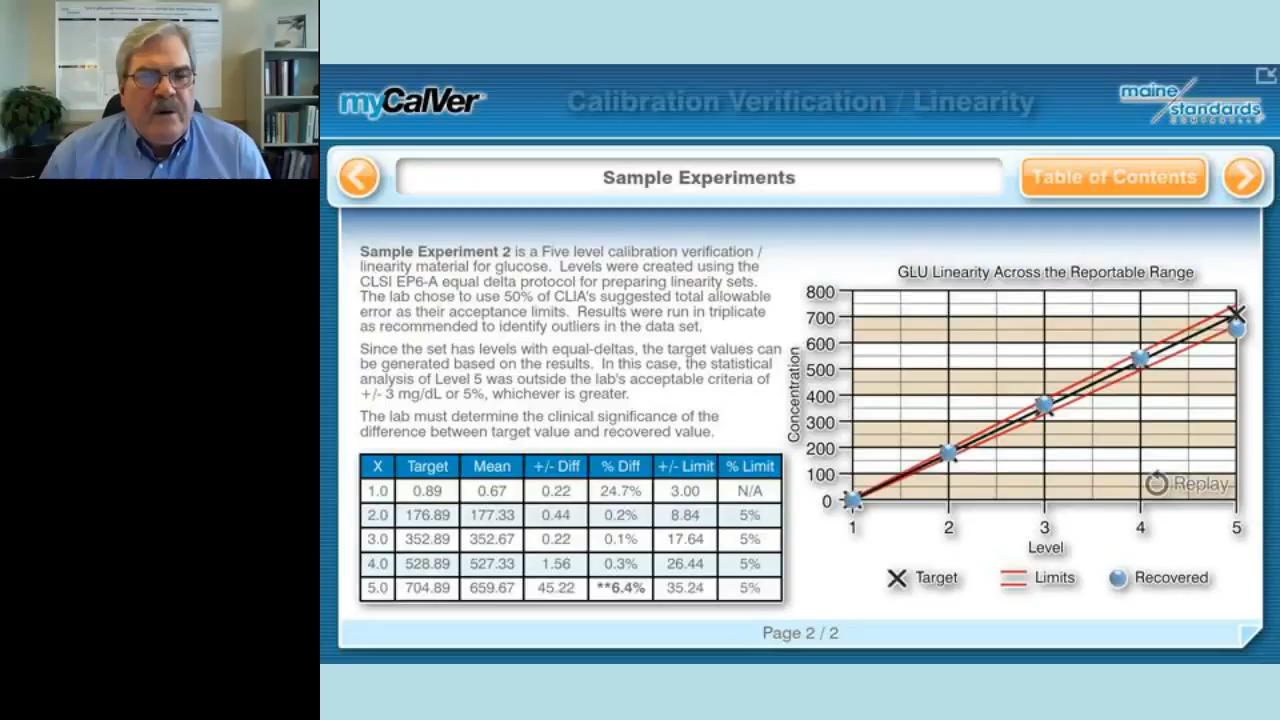 myCalVer
Calibration Verification / Linearity
maine
standards
Sample Experiments
Table of Contents
Sample Experiment 2 is a Five level calibration verification /
linearity material for glucose. Levels were created using the
CLSI EP6-A equal delta protocol for preparing linearity sets.
The lab chose to use 50% of CLIA's suggested total allowable
error as their acceptance limits. Results were run in triplicate
as recommended to identify outliers in the data set.
Since the set has levels with equal-deltas, the target values can
be generated based on the results. In this case, the statistical
analysis of Level 5 was outside the lab's acceptable criteria of
+/- 3 mg/dL or 5%, whichever is greater.
The lab must determine the clinical significance of the
difference between target value and recovered value.
X Target Mean +/- Diff % Diff +/- Limit % Limit
1.0 0.89 0.67 0.22 24.7% 3.00 N/A
2.0 176.89 177.33 0.44 0.2% 8.84 5%
3.0 352.89 352.67 0.22 0.1% 17.64 5%
4.0 528.89 527.33 1.56 0.3% 26.44 5%
5.0 704.89 659.67 45.22 **6.4% 35.24 5%
GLU Linearity Across the Reportable Range
Concentration
800
700
600
500
400
300
200
100
0
Replay
1 2 3 4 5
Level
Target Limits Recovered
Page 2 / 2